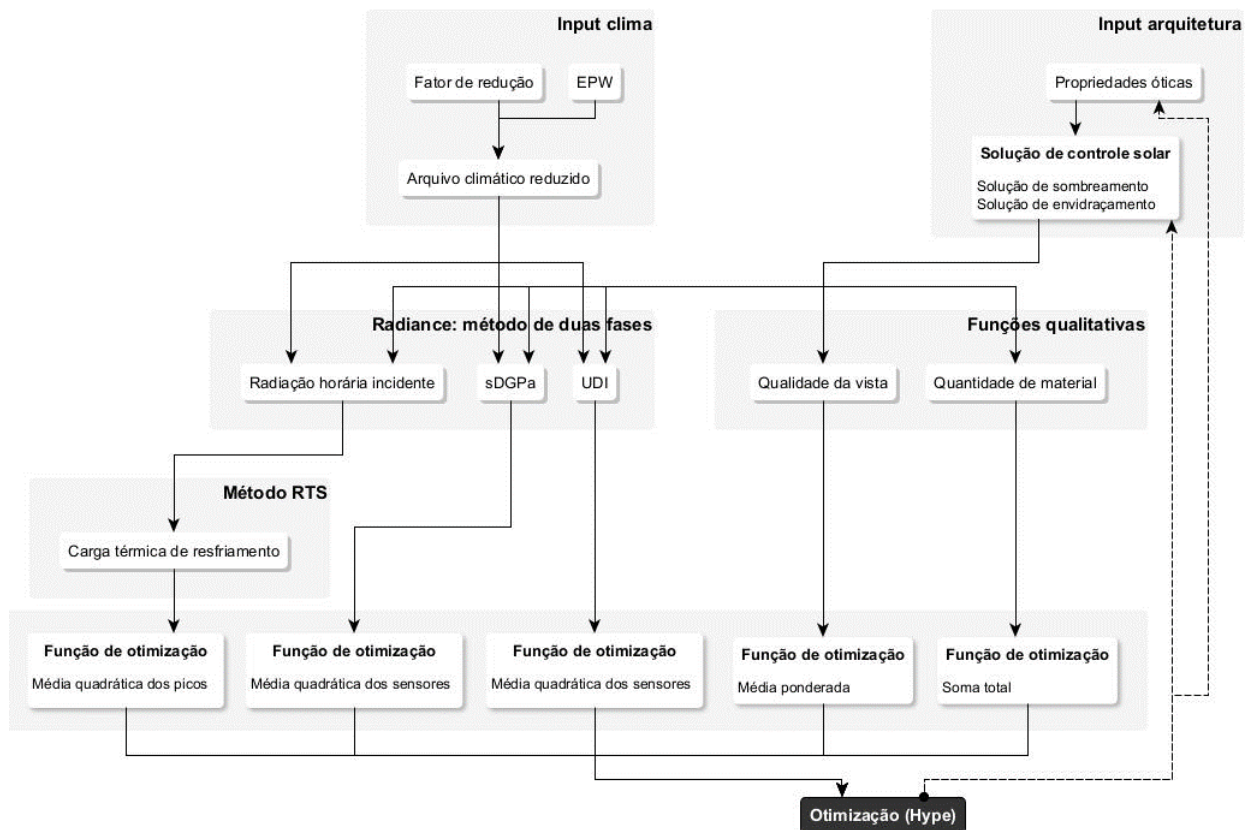 Input clima
Input arquitetura
Fator de redução
EPW
Propriedades óticas
Arquivo climático reduzido
Solução de controle solar
Solução de sombreamento
Solução de envidraçamento
Radiance: método de duas fases
Funções qualitativas
Radiação horária incidente
sDGPa
UDI
Qualidade da vista
Quantidade de material
Método RTS
Carga térmica de resfriamento
Função de otimização
Média quadrática dos picos
Função de otimização
Média quadrática dos sensores
Função de otimização
Média quadrática dos sensores
Função de otimização
Média ponderada
Função de otimização
Soma total
Otimização (Hype)